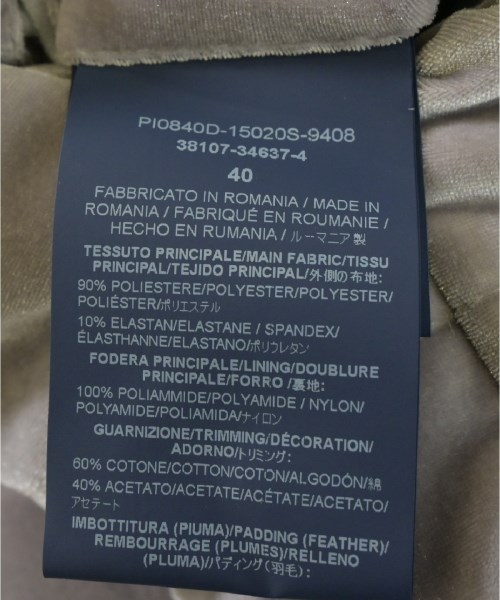 PI0840D-15020S-9408
38107-34637-4
40
FABBRICATO IN ROMANIA / MADE IN
ROMANIA / FABRIQUÉ EN ROUMANIE /
HECHO EN RUMANIA / ルーマニア製
TESSUTO PRINCIPALE/MAIN FABRIC/TISSU
PRINCIPAL/TEJIDO PRINCIPAL/外側の布地:
90% POLIESTERE/POLYESTER/POLYESTER/
POLIÉSTER/ポリエステル
10% ELASTAN/ELASTANE / SPANDEX/
ÉLASTHANNE/ELASTANO/ポリウレタン
FODERA PRINCIPALE/LINING/DOUBLURE
PRINCIPALE/FORRO /裏地:
100% POLIAMMIDE/POLYAMIDE / NYLON/
POLYAMIDE/POLIAMIDA/ナイロン
GUARNIZIONE/TRIMMING/DÉCORATION/
ADORNO/トリミング:
60% COTONE/COTTON/COTON/ALGODÓN/綿
40% ACETATO/ACETATE/ACÉTATE/ACETATO/
アセテート
IMBOTTITURA (PIUMA)/PADDING (FEATHER)/
REMBOURRAGE (PLUMES)/RELLENO
(PLUMA)/パディング(羽毛):